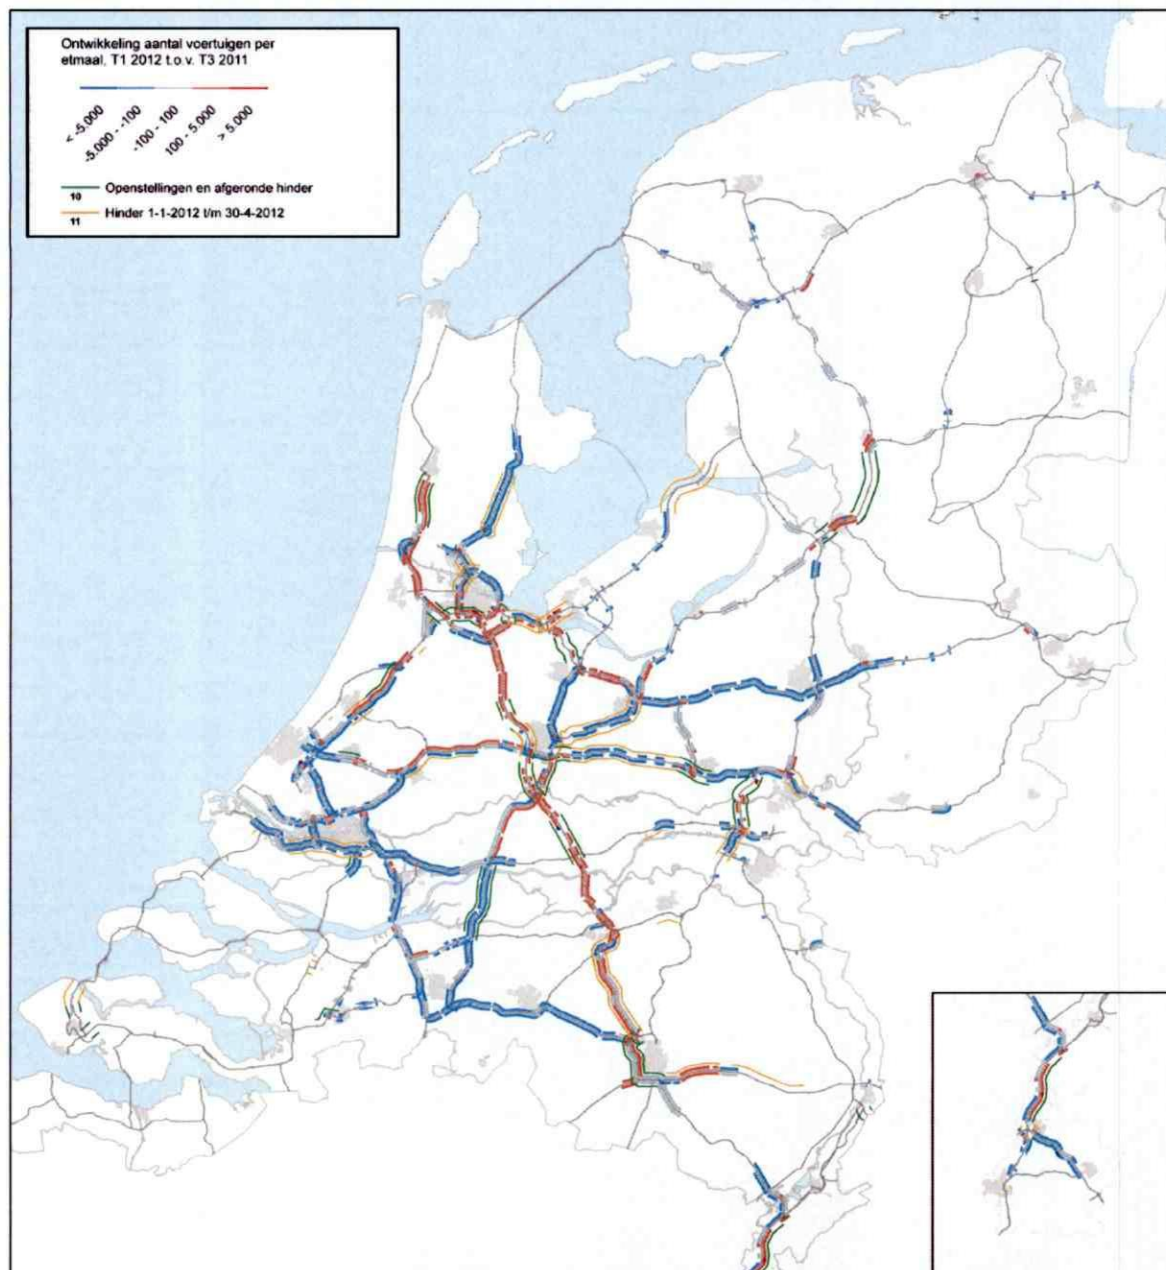 Ontwikkeling aantal voertuigen per
etmaal, T1 2012 t.o.v. T3 2011
< -5.000
-5.000 - -100
-100 - 100
100 - 5.000
> 5.000
10 Openstellingen en afgeronde hinder
11 Hinder 1-1-2012 t/m 30-4-2012